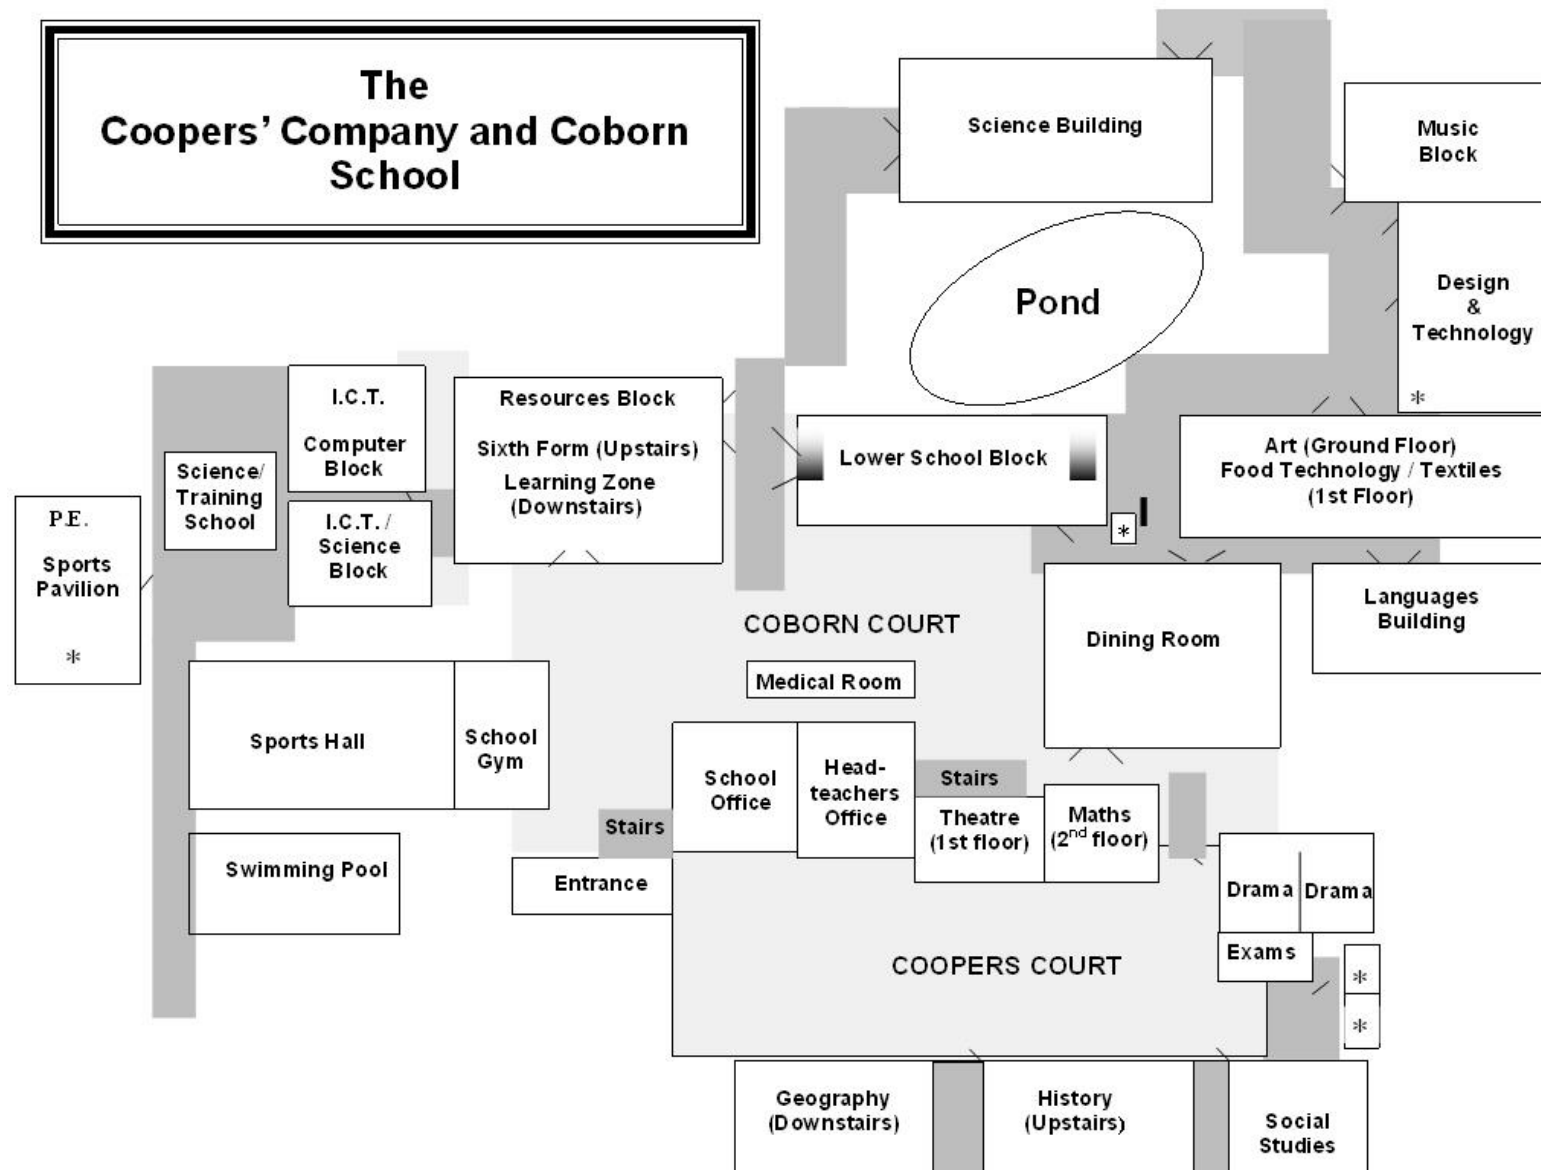 The
Coopers’ Company and Coborn
School
Science Building
Music
Block
Pond
Design
&
Technology
*
I.C.T.
Computer
Block
Resources Block
Sixth Form (Upstairs)
Learning Zone
(Downstairs)
Lower School Block
Art (Ground Floor)
Food Technology / Textiles
(1st Floor)
Science/
Training
School
I.C.T. /
Science
Block
*
P.E.
Sports
Pavilion
*
COBORN COURT
Dining Room
Languages
Building
Medical Room
Sports Hall
School
Gym
School
Office
Head-
teachers
Office
Stairs
Theatre
(1st floor)
Maths
(2nd floor)
Stairs
Swimming Pool
Entrance
Drama
Drama
Exams
COOPERS COURT
*
*
Geography
(Downstairs)
History
(Upstairs)
Social
Studies